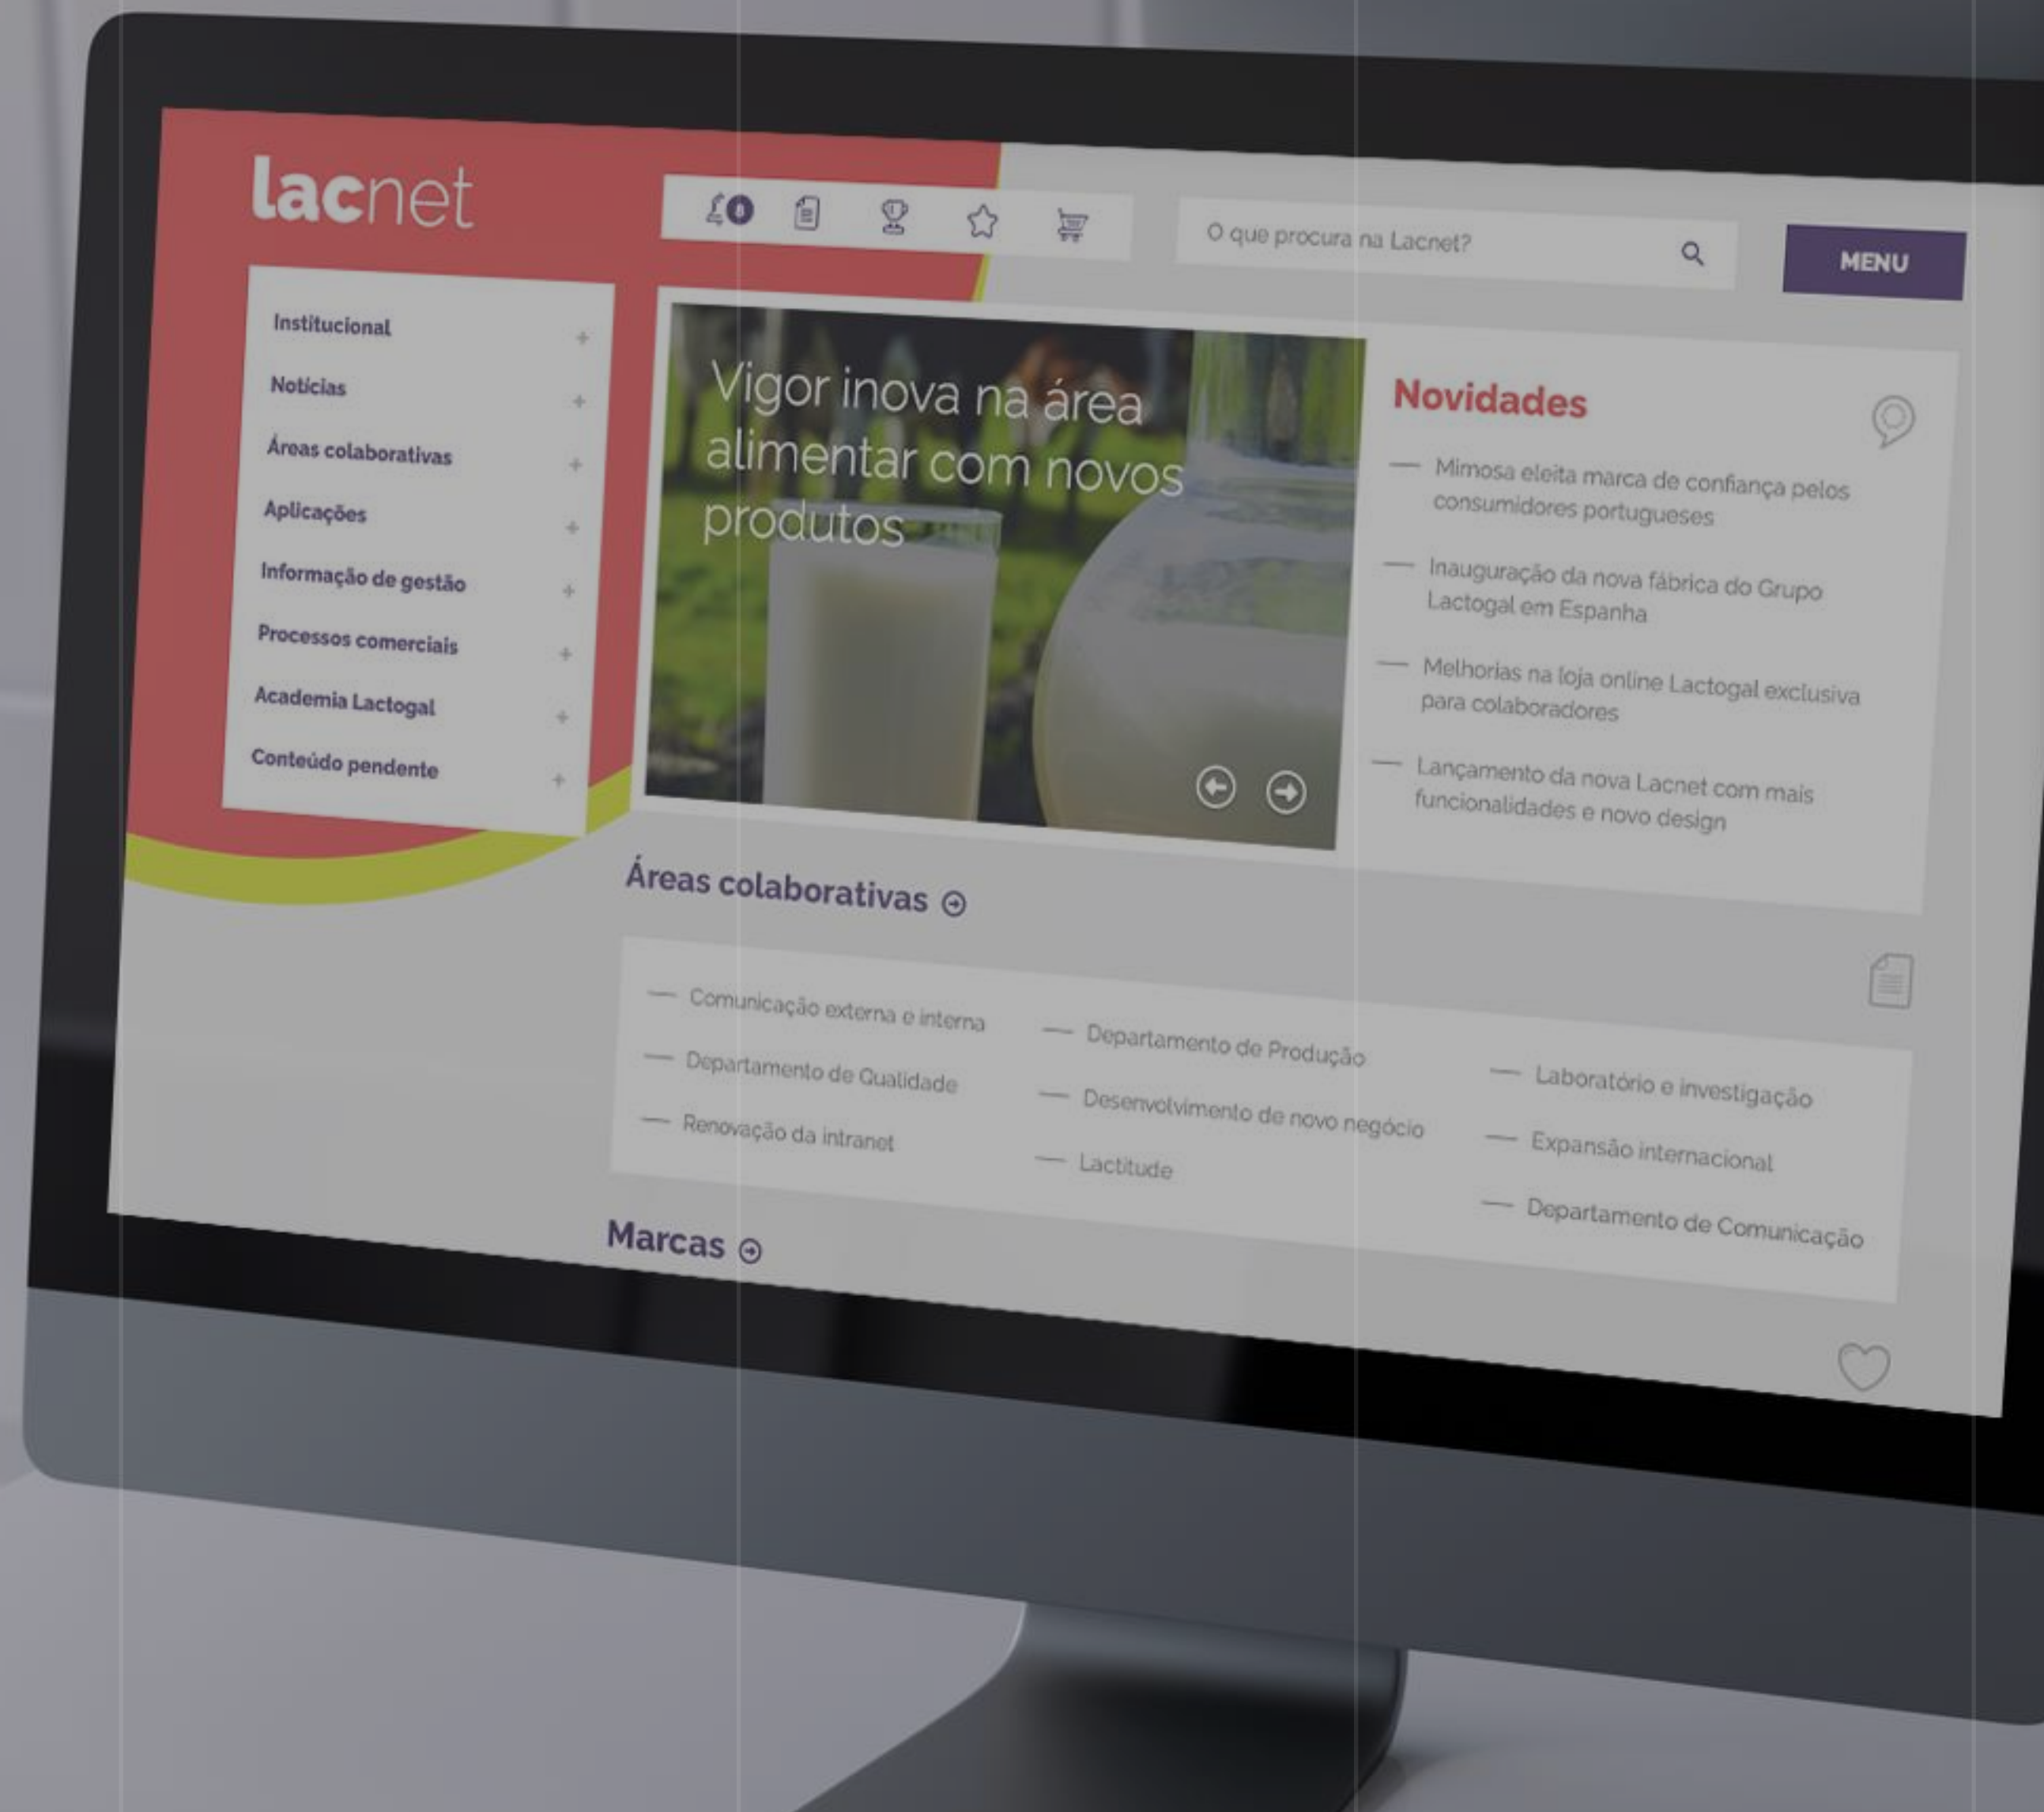 lacnet
8
O que procura na Lacnet?
MENU
Institucional
Notícias
Áreas colaborativas
Aplicações
Informação de gestão
Processos comerciais
Academia Lactogal
Conteúdo pendente
Vigor inova na área
alimentar com novos
produtos
Novidades
Mimosa eleita marca de confiança pelos
consumidores portugueses
Inauguração da nova fábrica do Grupo
Lactogal em Espanha
Melhorias na loja online Lactogal exclusiva
para colaboradores
Lançamento da nova Lacnet com mais
funcionalidades e novo design
Áreas colaborativas
Comunicação externa e interna
Departamento de Qualidade
Renovação da intranet
Departamento de Produção
Desenvolvimento de novo negócio
Lactitude
Laboratório e investigação
Expansão internacional
Departamento de Comunicação
Marcas